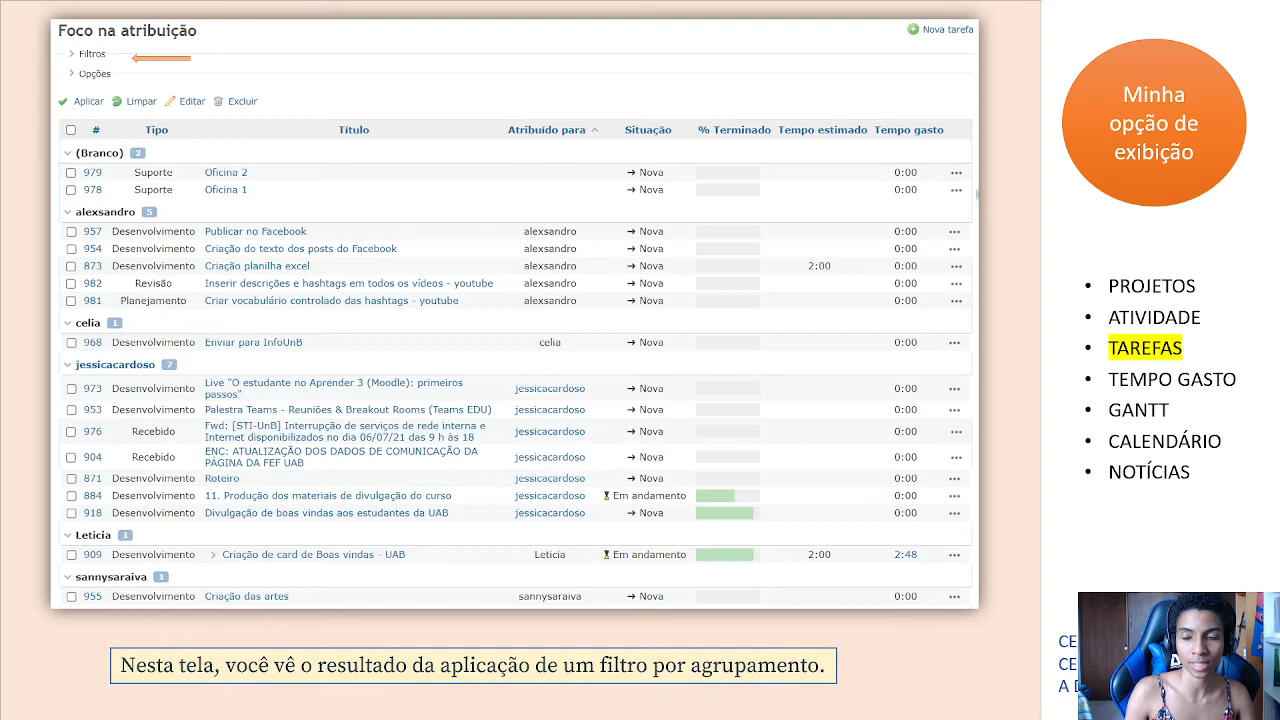 Foco na atribuição
Nova tarefa
Filtros
Opções
Aplicar Limpar Editar Excluir
# Tipo Título Atribuído para Situação % Terminado Tempo estimado Tempo gasto
(Branco) 2
979 Suporte Oficina 2 → Nova 0:00 •••
978 Suporte Oficina 1 → Nova 0:00 •••
alexsandro 5
957 Desenvolvimento Publicar no Facebook alexsandro → Nova 0:00 •••
954 Desenvolvimento Criação do texto dos posts do Facebook alexsandro → Nova 0:00 •••
873 Desenvolvimento Criação planilha excel alexsandro → Nova 2:00 0:00 •••
982 Revisão Inserir descrições e hashtags em todos os vídeos - youtube alexsandro → Nova 0:00 •••
981 Planejamento Criar vocabulário controlado das hashtags - youtube alexsandro → Nova 0:00 •••
celia 1
968 Desenvolvimento Enviar para InfoUnB celia → Nova 0:00 •••
jessicacardoso 7
973 Desenvolvimento Live "O estudante no Aprender 3 (Moodle): primeiros
passos" jessicacardoso → Nova 0:00 •••
953 Desenvolvimento Palestra Teams - Reuniões & Breakout Rooms (Teams EDU) jessicacardoso → Nova 0:00 •••
976 Recebido Fwd: [STI-UnB] Interrupção de serviços de rede interna e
Internet disponibilizados no dia 06/07/21 das 9 h às 18 jessicacardoso → Nova 0:00 •••
904 Recebido ENC: ATUALIZAÇÃO DOS DADOS DE COMUNICAÇÃO DA
PÁGINA DA FEF UAB jessicacardoso → Nova 0:00 •••
871 Desenvolvimento Roteiro jessicacardoso → Nova 0:00 •••
884 Desenvolvimento 11. Produção dos materiais de divulgação do curso jessicacardoso Em andamento 0:00 •••
918 Desenvolvimento Divulgação de boas vindas aos estudantes da UAB jessicacardoso → Nova 0:00 •••
Leticia 1
909 Desenvolvimento Criação de card de Boas vindas - UAB Leticia Em andamento 2:00 2:48 •••
sannysaraiva 1
955 Desenvolvimento Criação das artes sannysaraiva → Nova 0:00 •••
Nesta tela, você vê o resultado da aplicação de um filtro por agrupamento.
Minha
opção de
exibição
• PROJETOS
• ATIVIDADE
• TAREFAS
• TEMPO GASTO
• GANTT
• CALENDÁRIO
• NOTÍCIAS
CE
CE
A